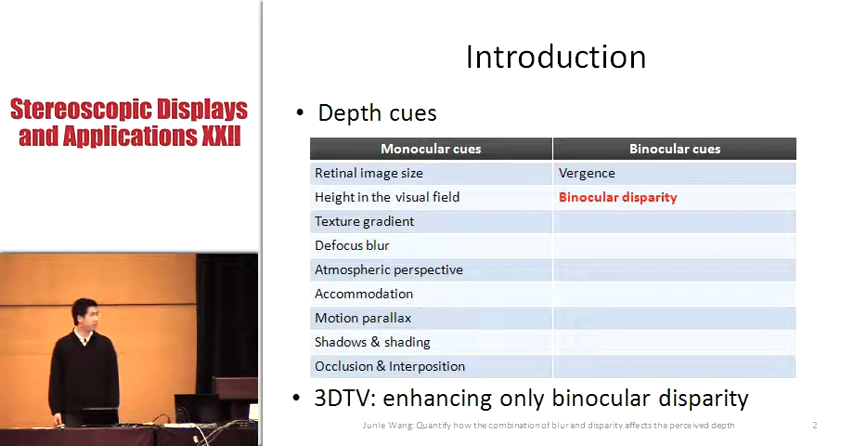 Stereoscopic Displays
and Applications XXII
Introduction
• Depth cues
Monocular cues Binocular cues
Retinal image size Vergence
Height in the visual field Binocular disparity
Texture gradient
Defocus blur
Atmospheric perspective
Accommodation
Motion parallax
Shadows & shading
Occlusion & Interposition
• 3DTV: enhancing only binocular disparity
Junle Wang: Quantify how the combination of blur and disparity affects the perceived depth 2